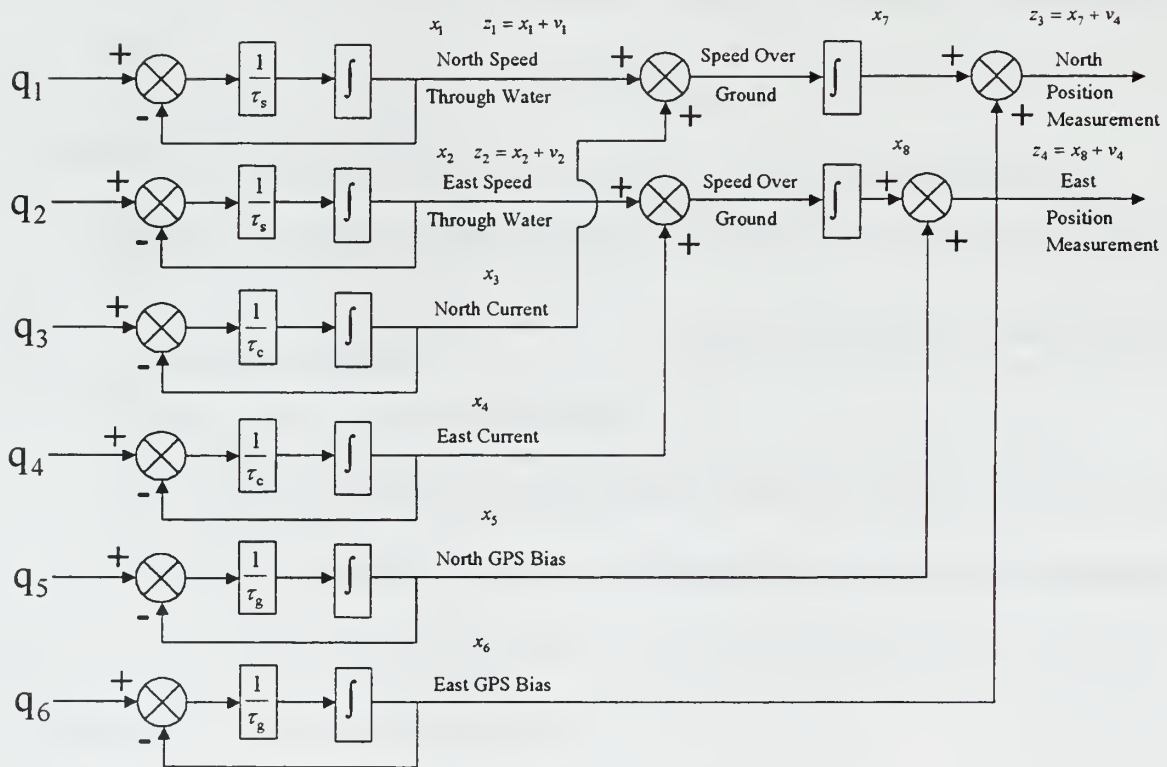 x₁ z₁ = x₁ + v₁
x₇
z₃ = x₇ + v₄
+
q₁
-
1
τₛ
∫
North Speed
Through Water
+
+
Speed Over
Ground
∫
+
+
North
Position
Measurement
x₂ z₂ = x₂ + v₂
x₈
z₄ = x₈ + v₄
+
q₂
-
1
τₛ
∫
East Speed
Through Water
+
+
Speed Over
Ground
∫
+
+
East
Position
Measurement
x₃
+
q₃
-
1
τ꜀
∫
North Current
x₄
+
q₄
-
1
τ꜀
∫
East Current
x₅
+
q₅
-
1
τg
∫
North GPS Bias
x₆
+
q₆
-
1
τg
∫
East GPS Bias